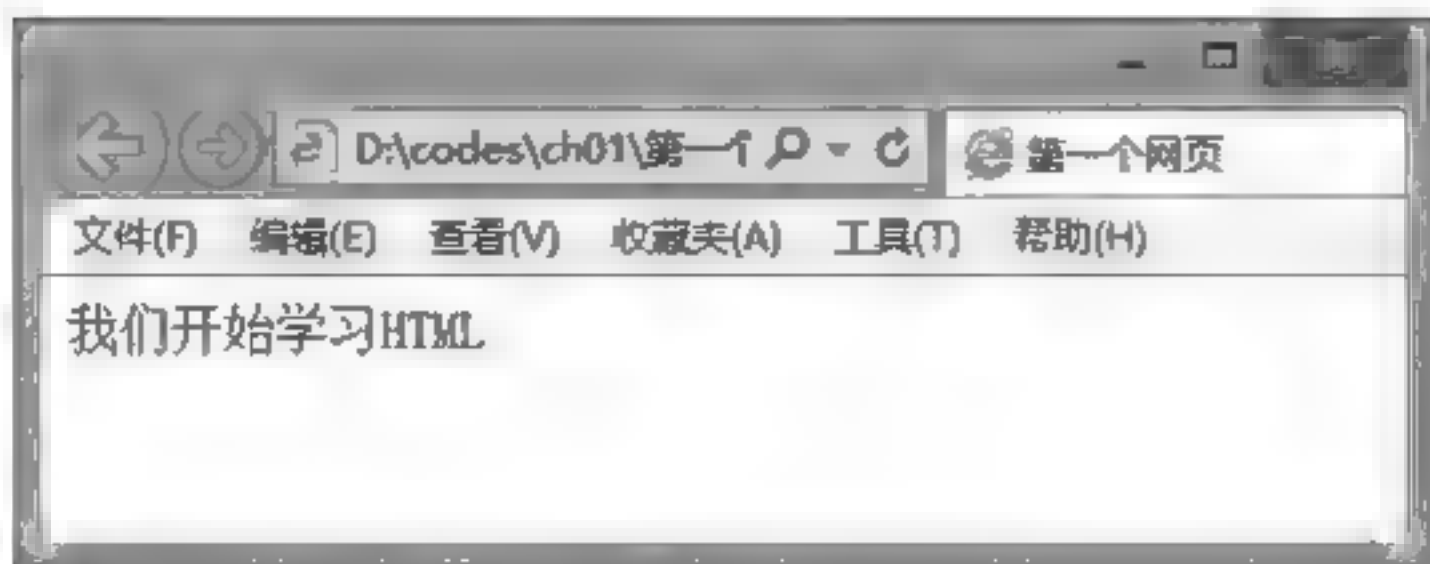 D:\codes\ch01\第一个 第一个网页
文件(F) 编辑(E) 查看(V) 收藏夹(A) 工具(T) 帮助(H)
我们开始学习HTML